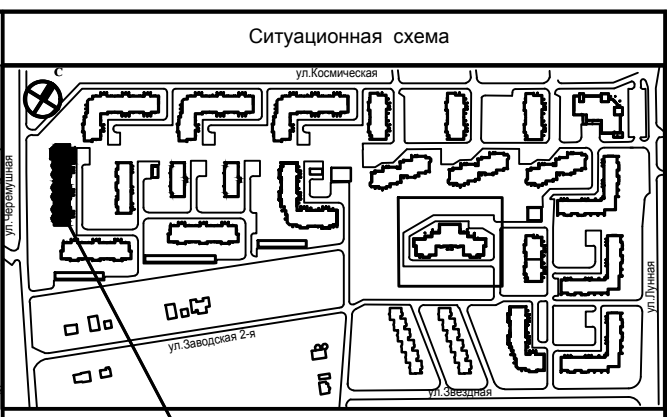 Ситуационная схема
С
ул.Космическая
ул.Черемушная
ул.Лунная
ул.Заводская 2-я
ул.Звездная